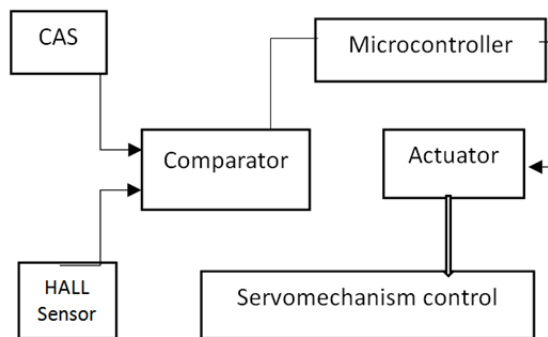 CAS
Microcontroller
Comparator
Actuator
HALL
Sensor
Servomechanism control